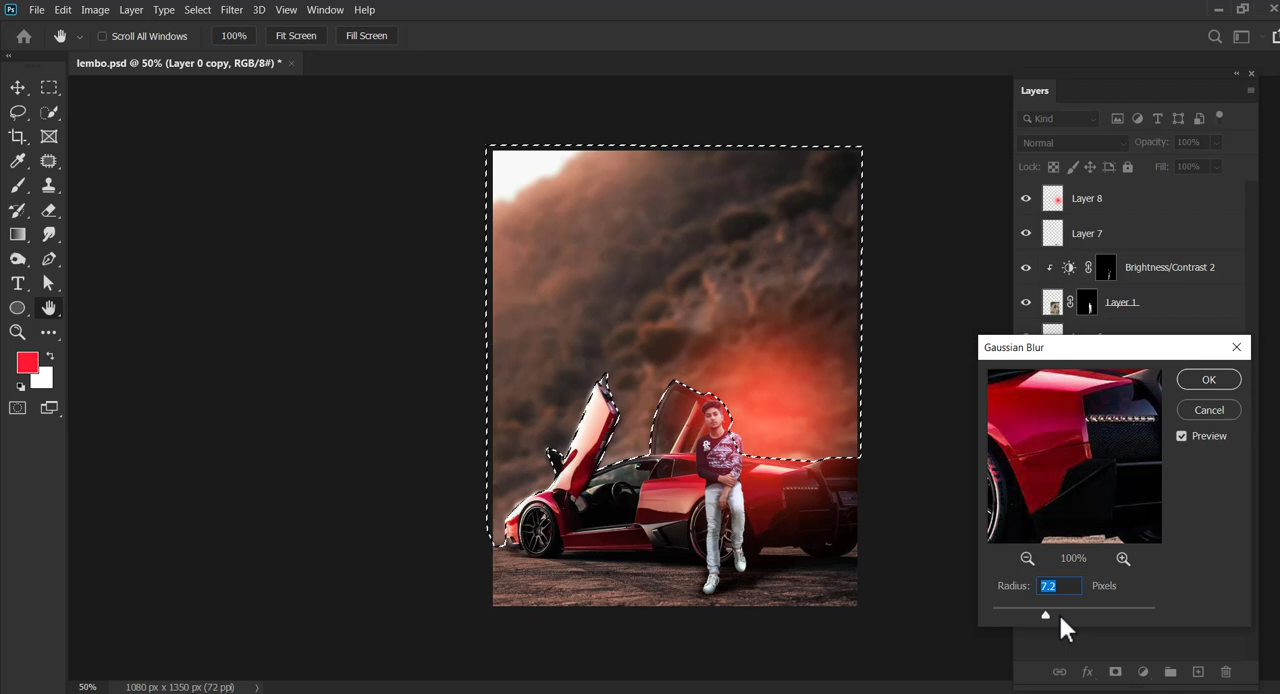 Ps File Edit Image Layer Type Select Filter 3D View Window Help
Scroll All Windows 100% Fit Screen Fill Screen
lembo.psd @ 50% (Layer 0 copy, RGB/8#) * ×
Layers
Kind
Normal Opacity: 100%
Lock: Fill: 100%
Layer 8
Layer 7
Brightness/Contrast 2
Layer 1
Gaussian Blur
OK
Cancel
Preview
100%
Radius: 7.2 Pixels
50% 1080 px x 1350 px (72 ppi)